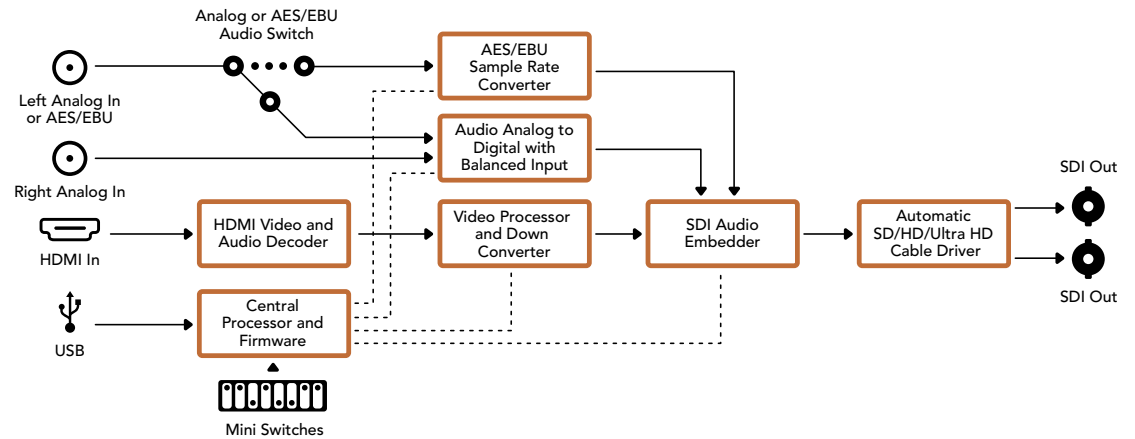 Analog or AES/EBU
Audio Switch
Left Analog In
or AES/EBU
AES/EBU
Sample Rate
Converter
Audio Analog to
Digital with
Balanced Input
Right Analog In
HDMI In
HDMI Video and
Audio Decoder
Video Processor
and Down
Converter
SDI Audio
Embedder
Automatic
SD/HD/Ultra HD
Cable Driver
SDI Out
SDI Out
USB
Central
Processor and
Firmware
Mini Switches